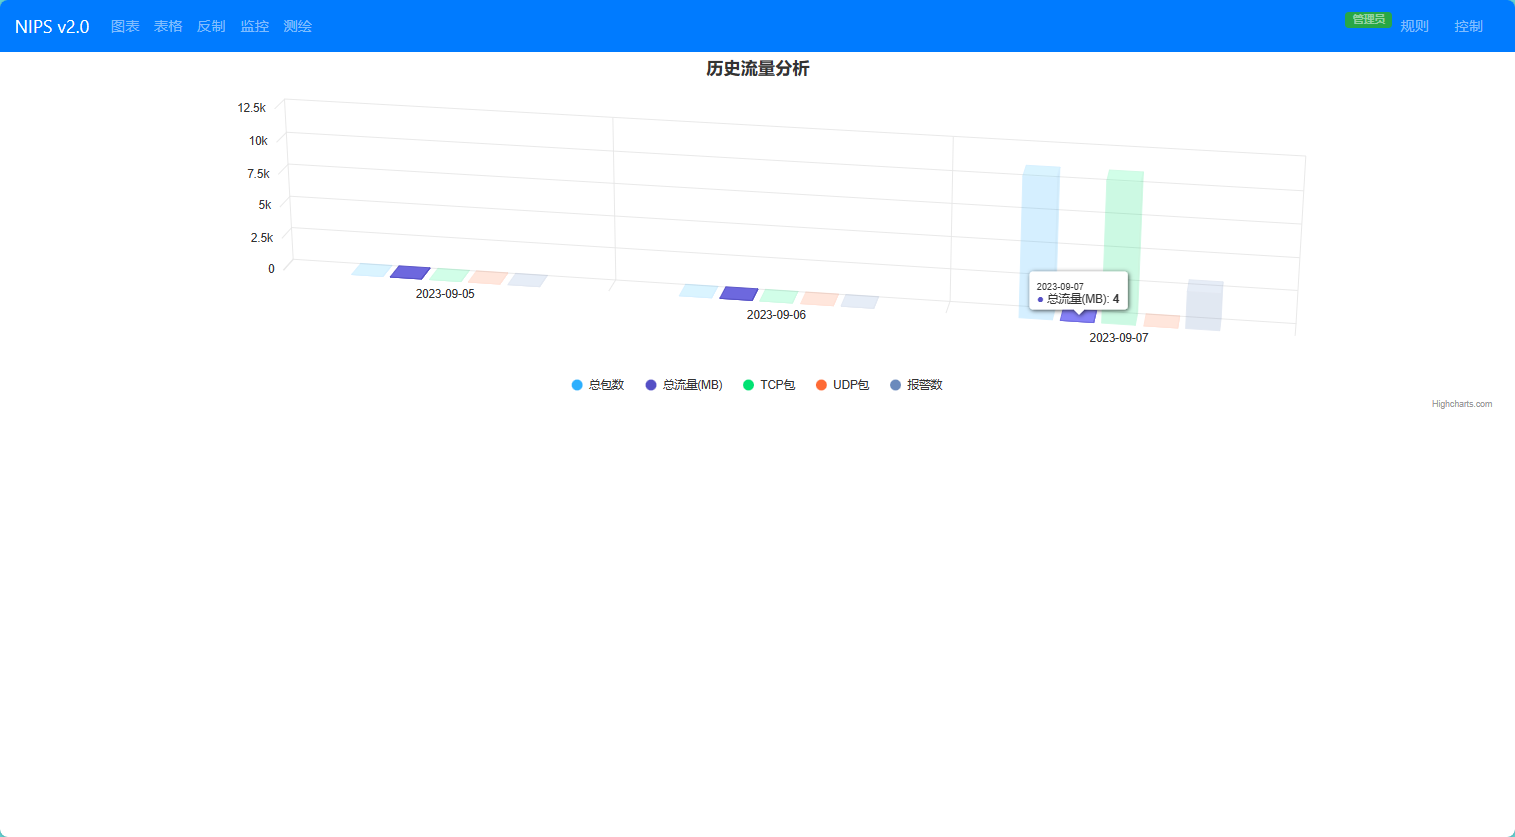 NIPS v2.0 图表 表格 反制 监控 测绘 管理员 规则 控制
历史流量分析
12.5k
10k
7.5k
5k
2.5k
0
2023-09-05
2023-09-06
2023-09-07
总流量(MB): 4
2023-09-07
总包数 总流量(MB) TCP包 UDP包 报警数
Highcharts.com